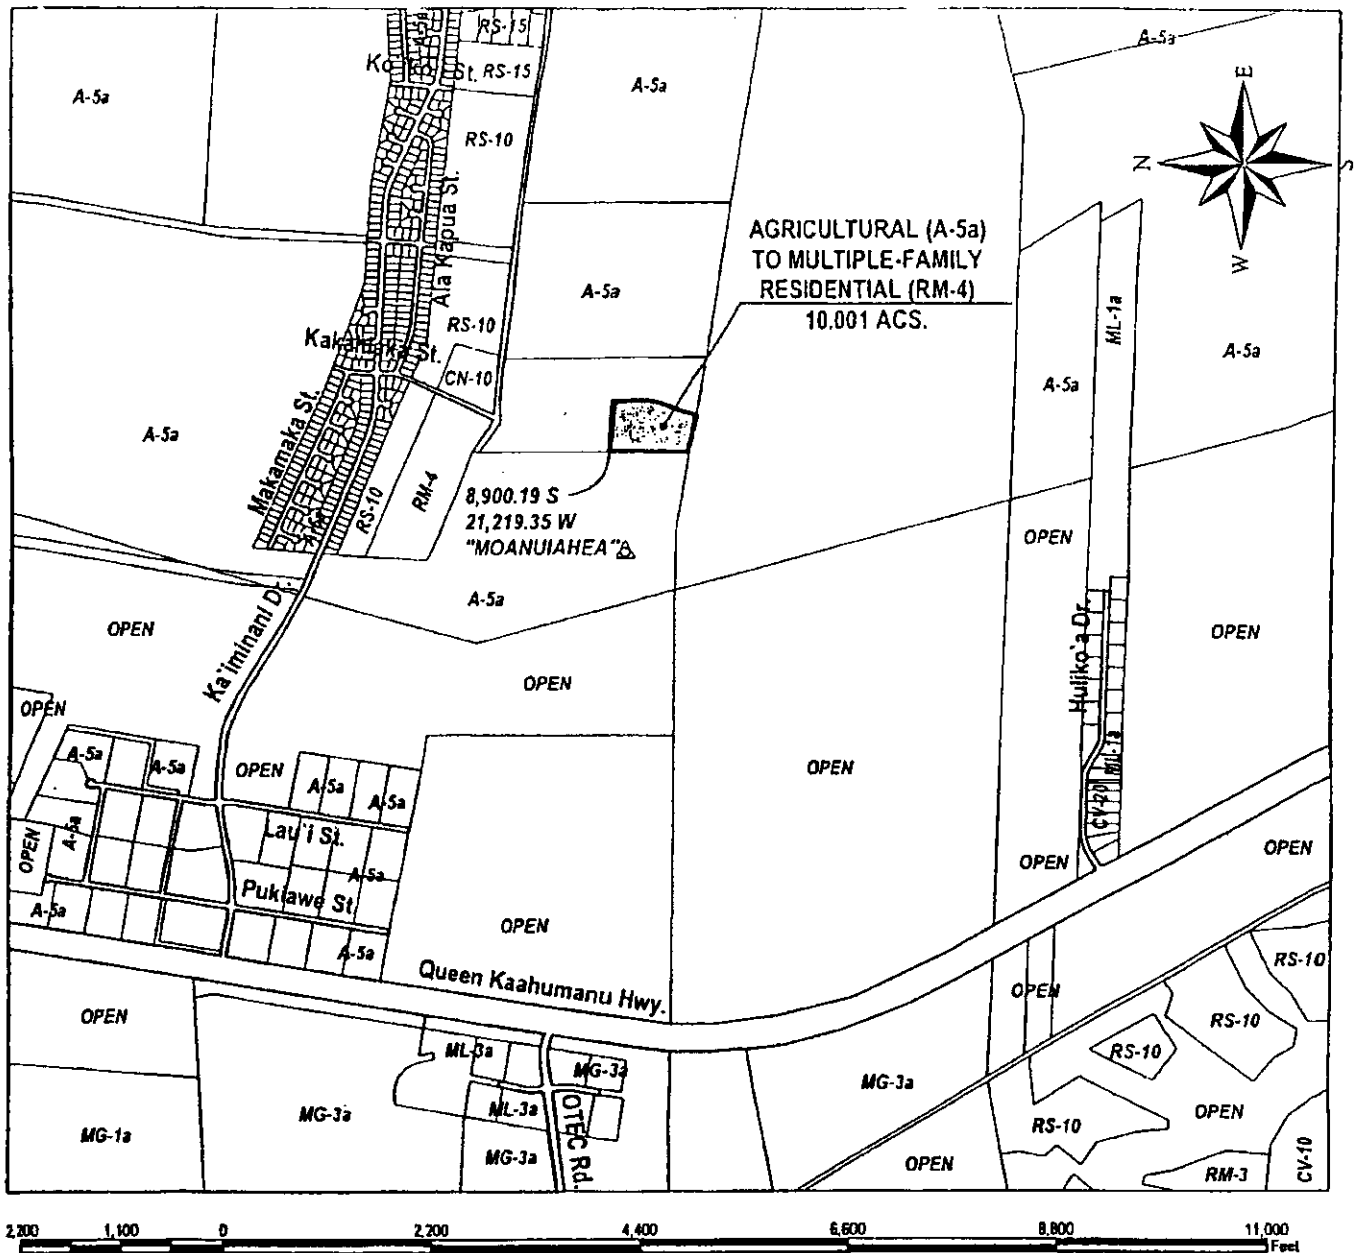 RS-15
A-5a
A-5a
Ko St. RS-15
A-5a
A-5a
E
N
S
W
RS-10
Ala Kapua St.
AGRICULTURAL (A-5a)
TO MULTIPLE-FAMILY
RESIDENTIAL (RM-4)
10.001 ACS.
A-5a
ML-1a
RS-10
Kakahiaka St.
A-5a
CN-10
A-5a
Makamaka St.
A-5a
RS-10
RM-4
8,900.19 S
21,219.35 W
"MOANUIAHEA"
OPEN
A-5a
Ka`iminani Dr.
OPEN
Huliko`a Dr.
OPEN
OPEN
OPEN
A-5a
A-5a
OPEN
A-5a
A-5a
OPEN
ML-1a
CV-20
Lau`i St.
A-5a
OPEN
A-5a
OPEN
OPEN
Pukiawe St
A-5a
A-5a
OPEN
Queen Kaahumanu Hwy.
RS-10
OPEN
OPEN
RS-10
ML-3a
MG-3a
RS-10
MG-3a
MG-3a
ML-3a
OTEC Rd.
MG-1a
MG-3a
RS-10
OPEN
OPEN
RM-3
CV-10
2,200 1,100 0 2,200 4,400 6,600 8,800 11,000
Feet